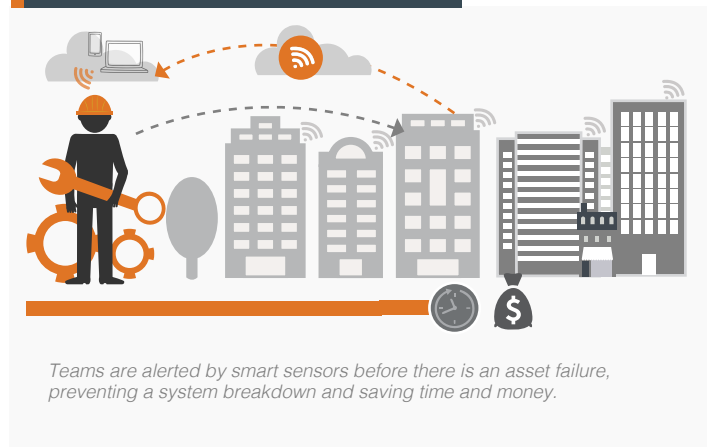 $
Teams are alerted by smart sensors before there is an asset failure,
preventing a system breakdown and saving time and money.